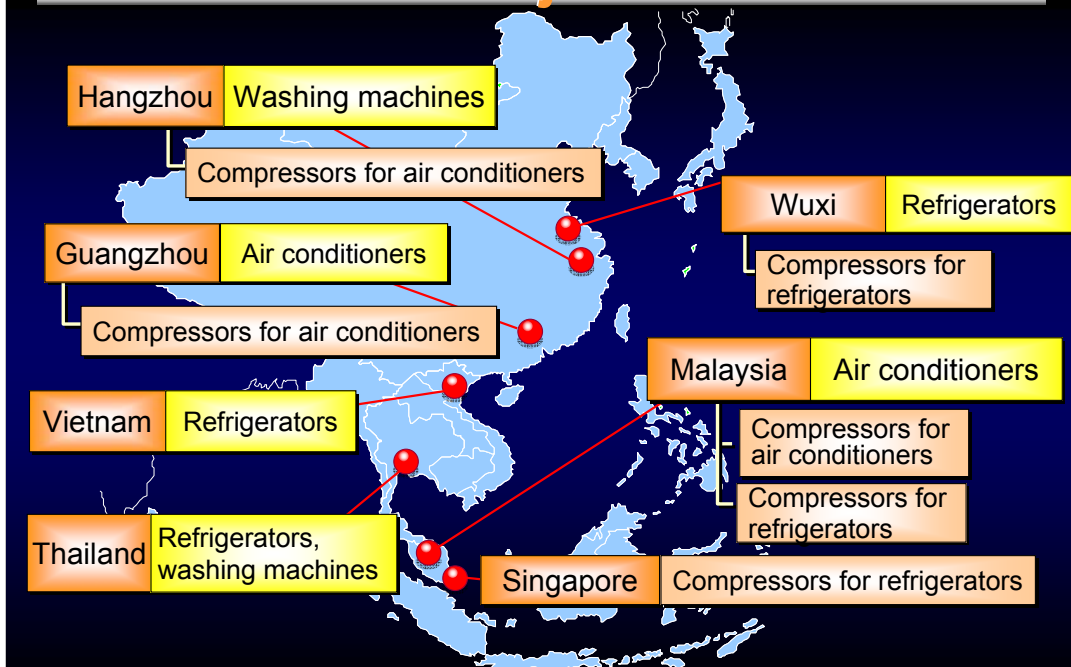 Hangzhou
Washing machines
Compressors for air conditioners
Wuxi
Refrigerators
Compressors for
refrigerators
Guangzhou
Air conditioners
Compressors for air conditioners
Malaysia
Air conditioners
Compressors for
air conditioners
Compressors for
refrigerators
Vietnam
Refrigerators
Thailand
Refrigerators,
washing machines
Singapore
Compressors for refrigerators